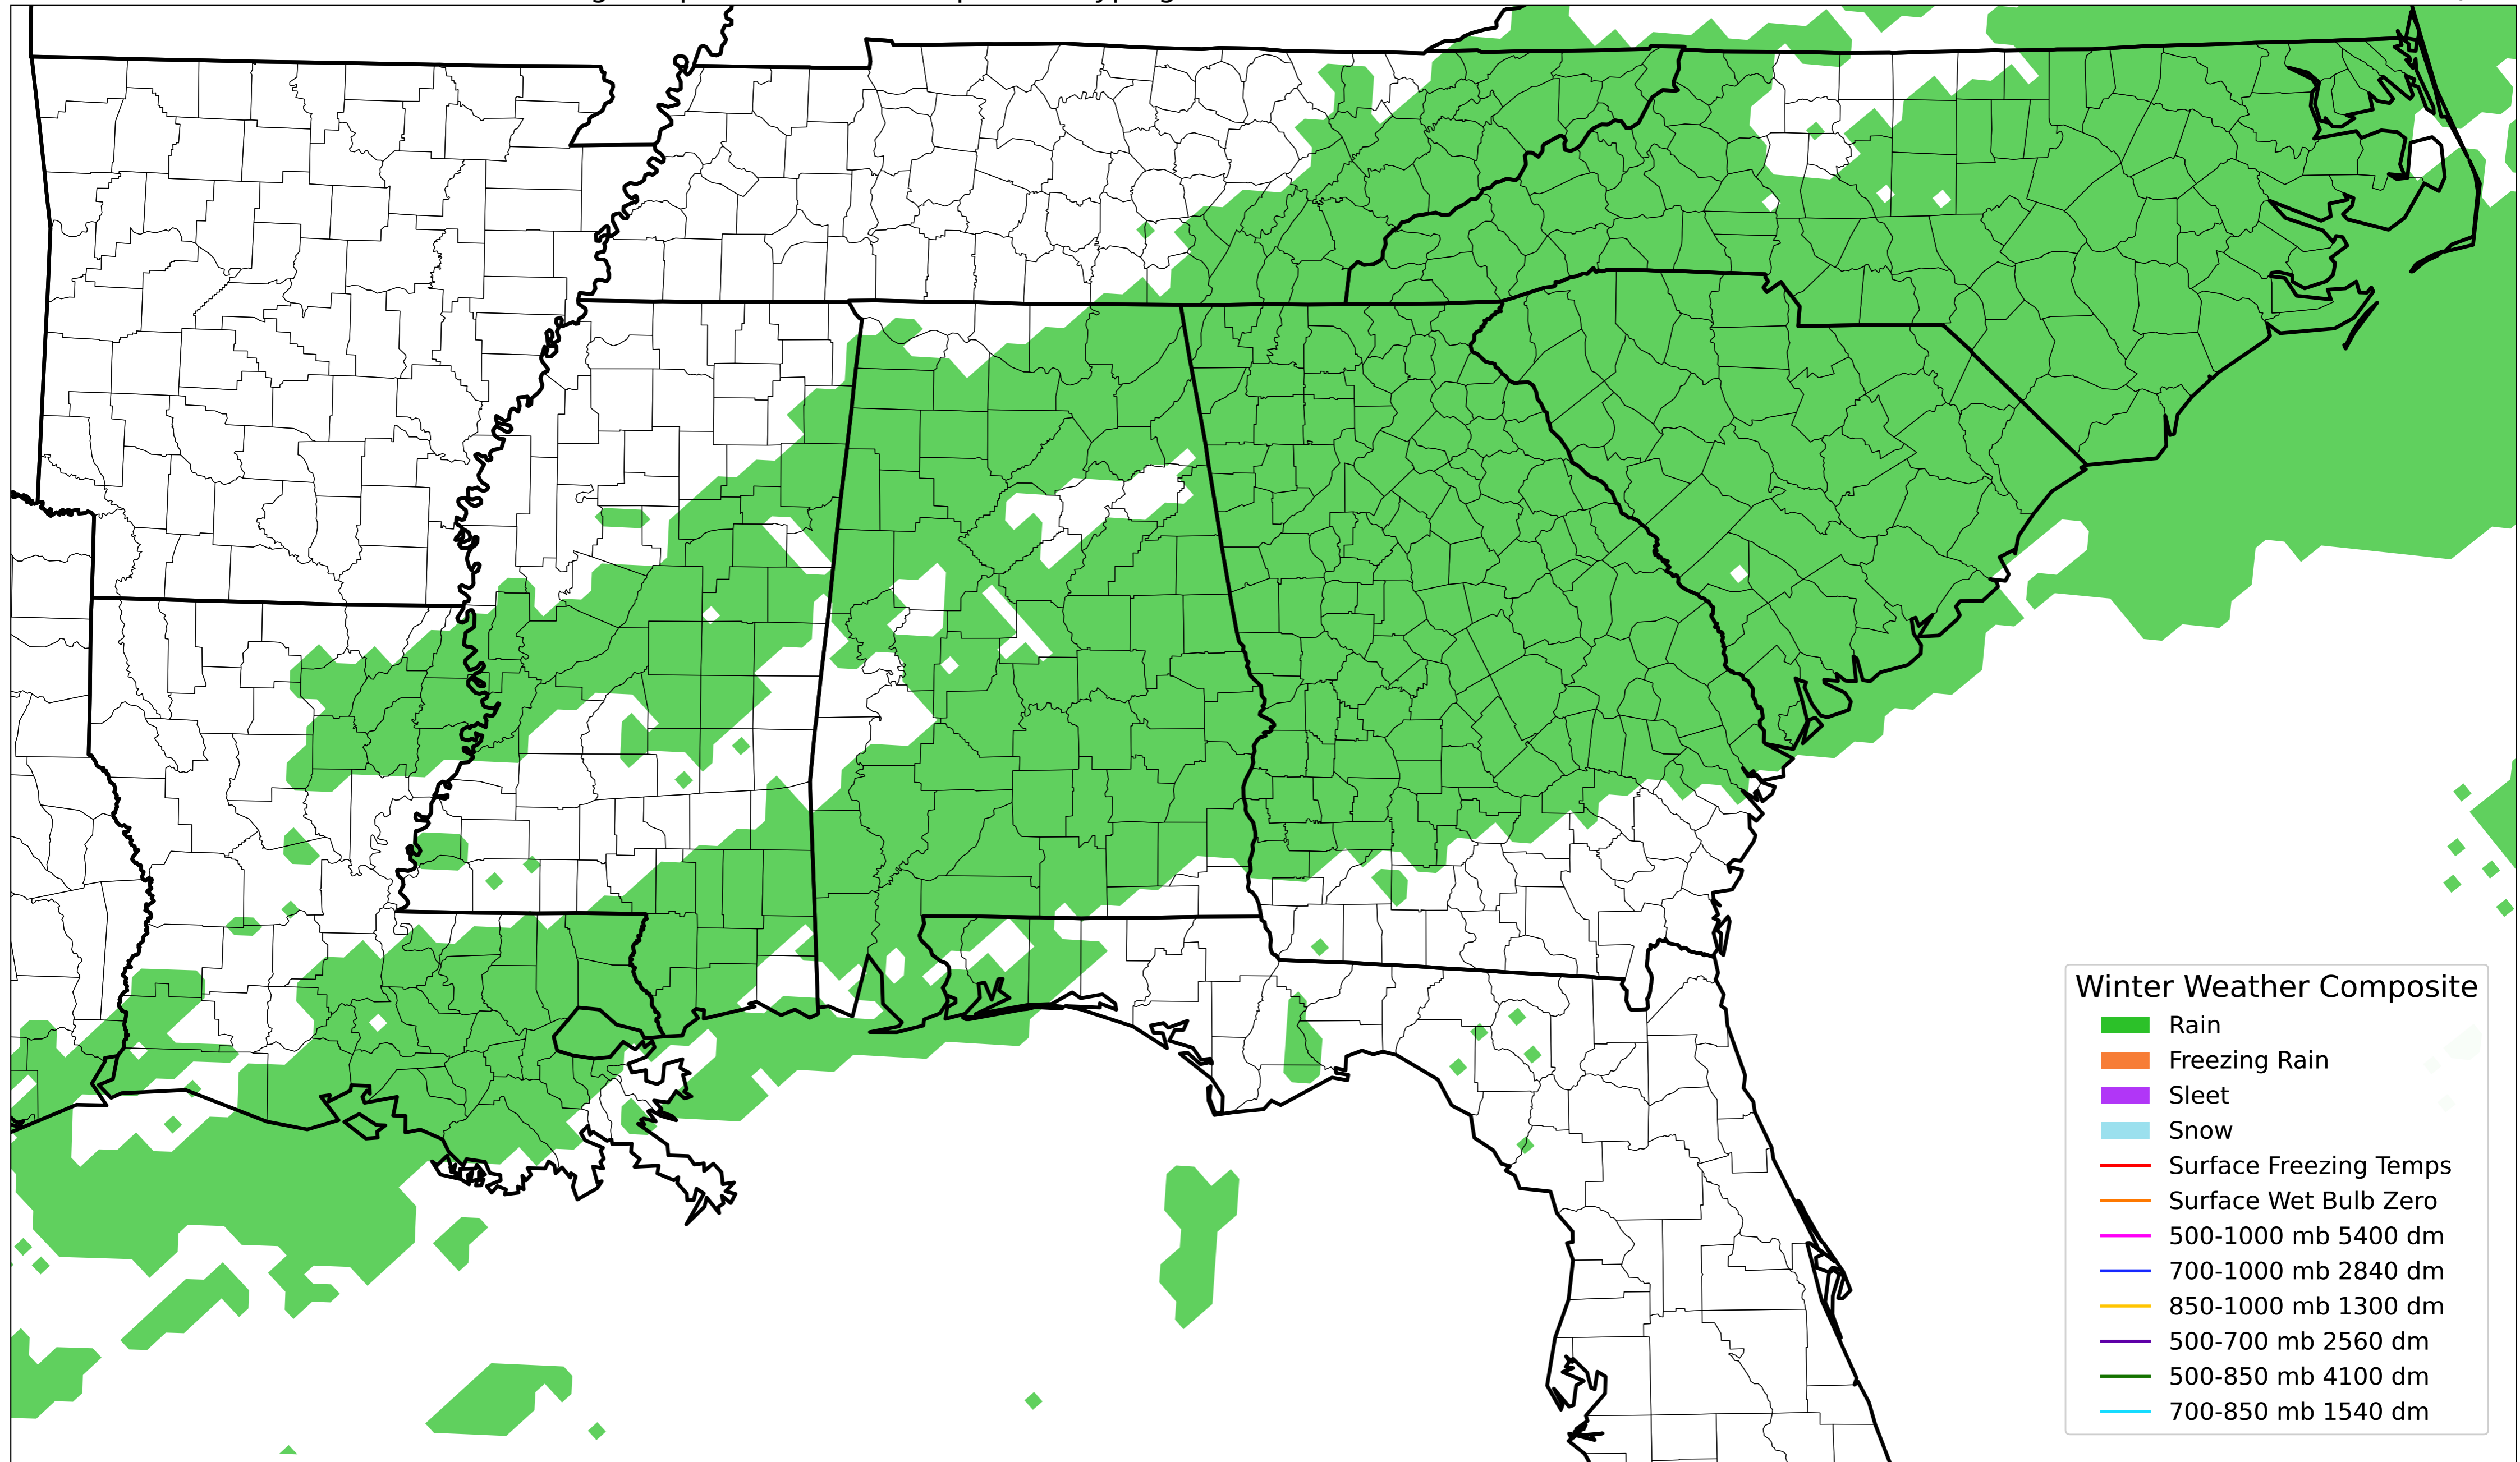 Winter Weather Composite
Rain
Freezing Rain
Sleet
Snow
Surface Freezing Temps
Surface Wet Bulb Zero
500-1000 mb 5400 dm
700-1000 mb 2840 dm
850-1000 mb 1300 dm
500-700 mb 2560 dm
500-850 mb 4100 dm
700-850 mb 1540 dm